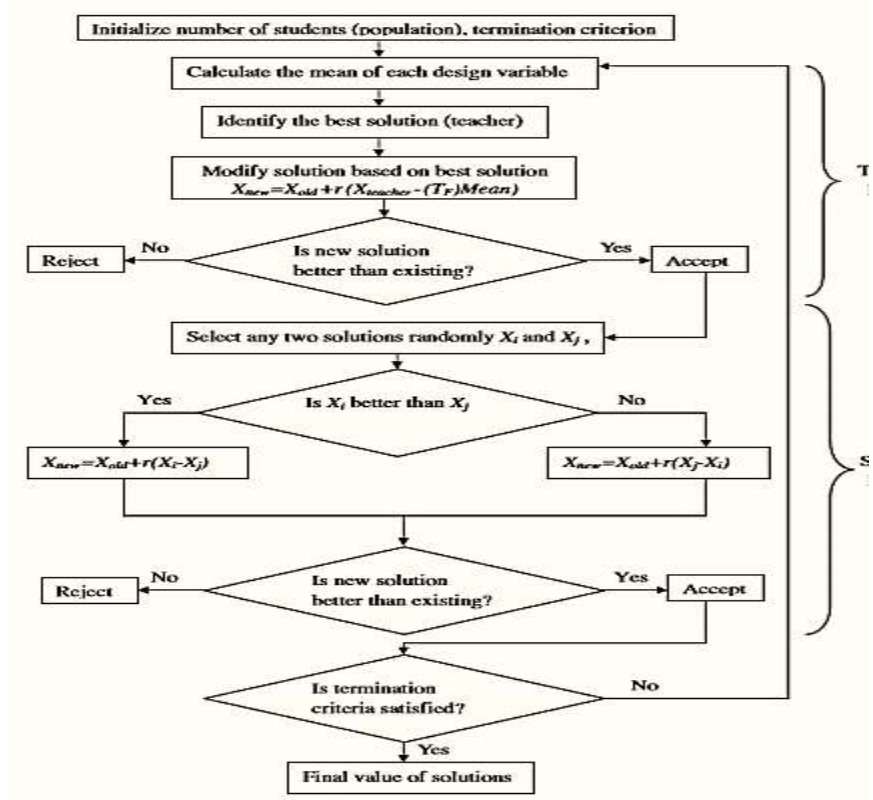 Initialize number of students (population), termination criterion
Calculate the mean of each design variable
Identify the best solution (teacher)
Modify solution based on best solution
Xnew=Xold+r(Xteacher-(TF)Mean)
T
Is new solution
better than existing?
No
Yes
Reject
Accept
Select any two solutions randomly Xi and Xj ,
Is Xi better than Xj
Yes
No
Xnew=Xold+r(Xi-Xj)
Xnew=Xold+r(Xj-Xi)
S
Is new solution
better than existing?
No
Yes
Reject
Accept
Is termination
criteria satisfied?
No
Yes
Final value of solutions